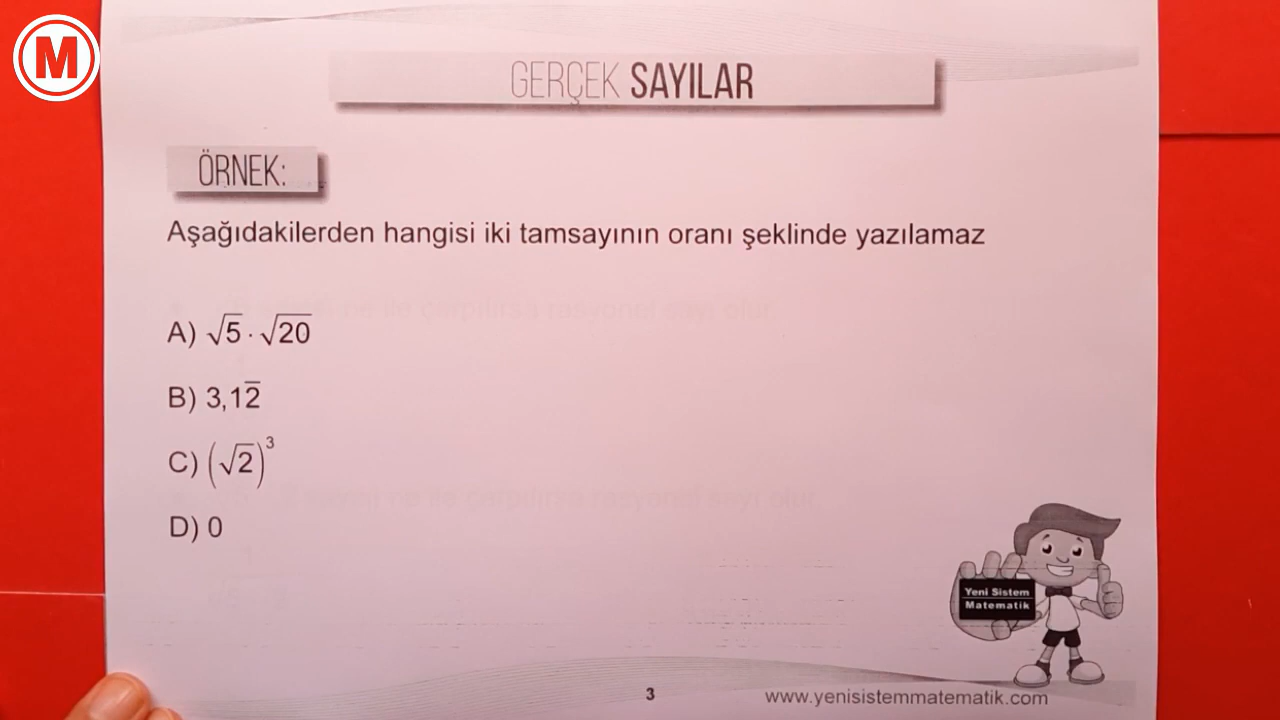 M
GERÇEK SAYILAR
ÖRNEK:
Aşağıdakilerden hangisi iki tamsayının oranı şeklinde yazılamaz
A) √5 · √20
B) 3,12̅
C) (√2)³
D) 0
Yeni Sistem
Matematik
3
www.yenisistemmatematik.com